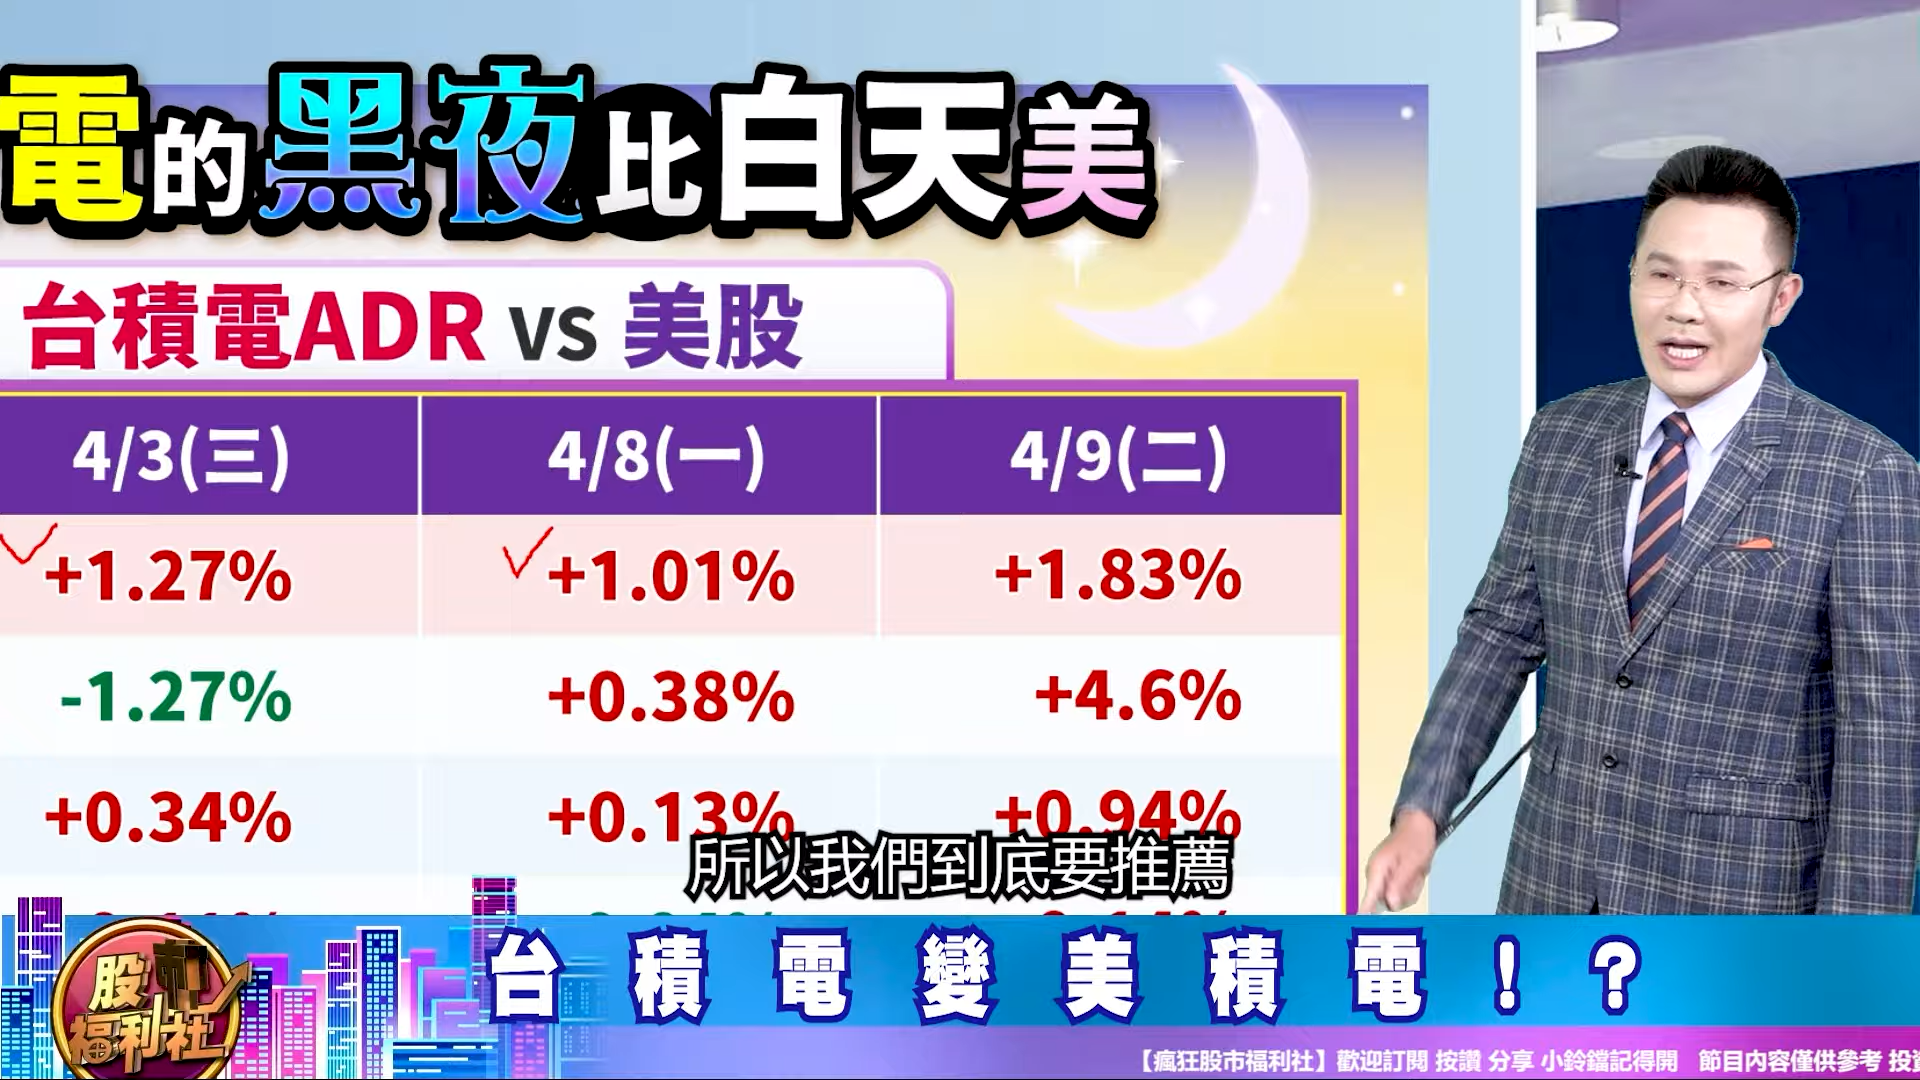 電的黑夜比白天美
台積電ADR VS 美股
4/3(三) 4/8(一) 4/9(二)
+1.27% +1.01% +1.83%
-1.27% +0.38% +4.6%
+0.34% +0.13% +0.94%
所以我們到底要推薦
台積電變美積電!?
股市福利社
【瘋狂股市福利社】歡迎訂閱 按讚 分享 小鈴鐺記得開 節目內容僅供參考 投資